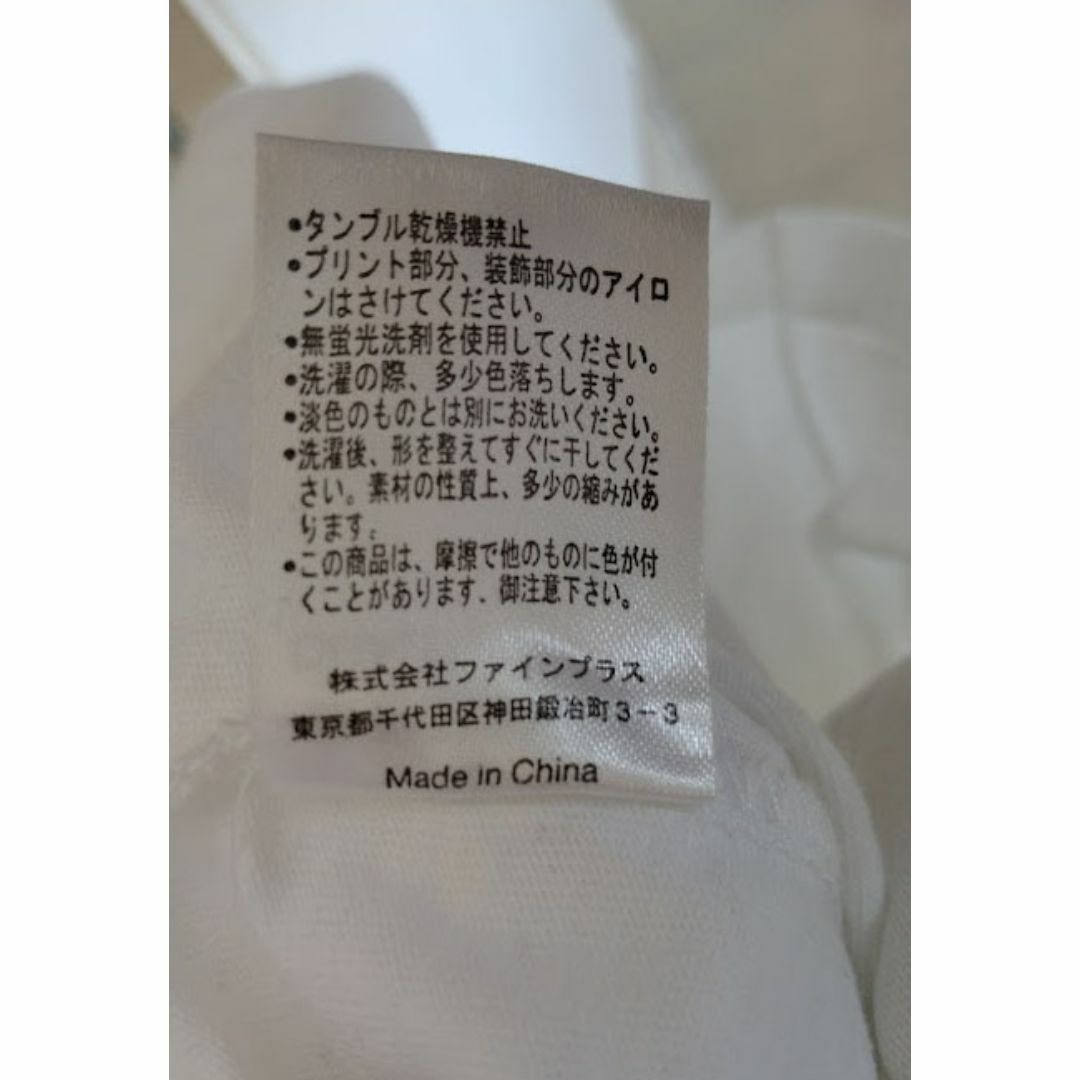 •タンブル乾燥機禁止
•プリント部分、装飾部分のアイロ
ンはさけてください。
•無蛍光洗剤を使用してください。
•洗濯の際、多少色落ちします。
•淡色のものとは別にお洗いください。
•洗濯後、形を整えてすぐに干してくだ
さい。素材の性質上、多少の縮みがあ
ります。
•この商品は、摩擦で他のものに色が付
くことがあります、御注意下さい。
株式会社ファインプラス
東京都千代田区神田鍛冶町3-3
Made in China